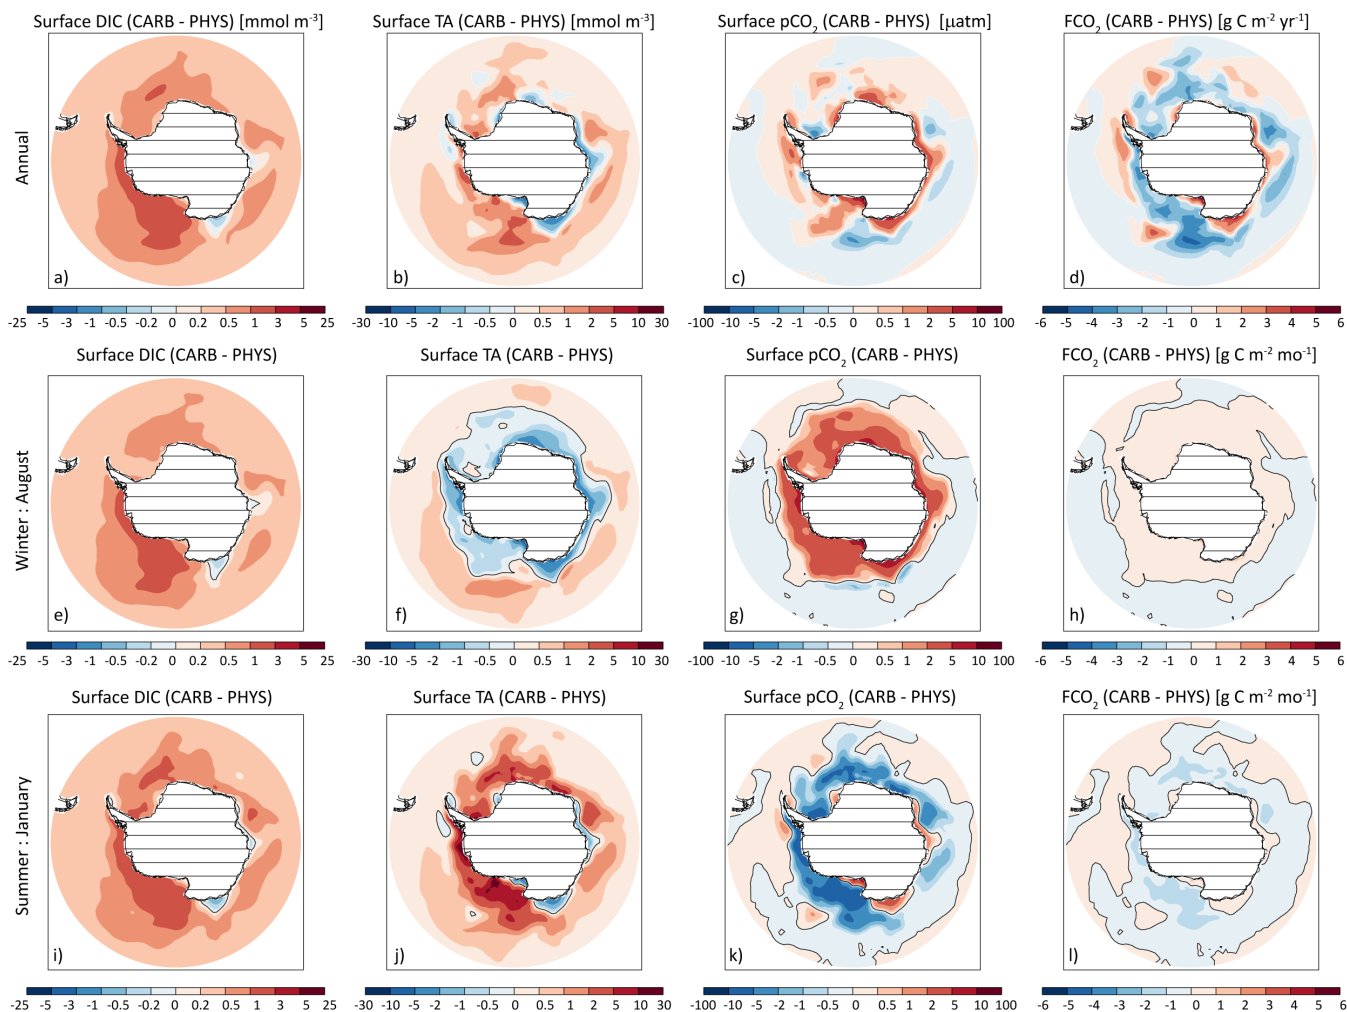 Surface DIC (CARB - PHYS) [mmol m⁻³]
Surface TA (CARB - PHYS) [mmol m⁻³]
Surface pCO₂ (CARB - PHYS) [µatm]
FCO₂ (CARB - PHYS) [g C m⁻² yr⁻¹]
Annual
a)
b)
c)
d)
-25 -5 -3 -1 -0.5 -0.2 0 0.2 0.5 1 3 5 25
-30 -10 -5 -2 -1 -0.5 0 0.5 1 2 5 10 30
-100 -10 -5 -2 -1 -0.5 0 0.5 1 2 5 10 100
-6 -5 -4 -3 -2 -1 0 1 2 3 4 5 6
Surface DIC (CARB - PHYS)
Surface TA (CARB - PHYS)
Surface pCO₂ (CARB - PHYS)
FCO₂ (CARB - PHYS) [g C m⁻² mo⁻¹]
Winter : August
e)
f)
g)
h)
-25 -5 -3 -1 -0.5 -0.2 0 0.2 0.5 1 3 5 25
-30 -10 -5 -2 -1 -0.5 0 0.5 1 2 5 10 30
-100 -10 -5 -2 -1 -0.5 0 0.5 1 2 5 10 100
-6 -5 -4 -3 -2 -1 0 1 2 3 4 5 6
Surface DIC (CARB - PHYS)
Surface TA (CARB - PHYS)
Surface pCO₂ (CARB - PHYS)
FCO₂ (CARB - PHYS) [g C m⁻² mo⁻¹]
Summer : January
i)
j)
k)
l)
-25 -5 -3 -1 -0.5 -0.2 0 0.2 0.5 1 3 5 25
-30 -10 -5 -2 -1 -0.5 0 0.5 1 2 5 10 30
-100 -10 -5 -2 -1 -0.5 0 0.5 1 2 5 10 100
-6 -5 -4 -3 -2 -1 0 1 2 3 4 5 6